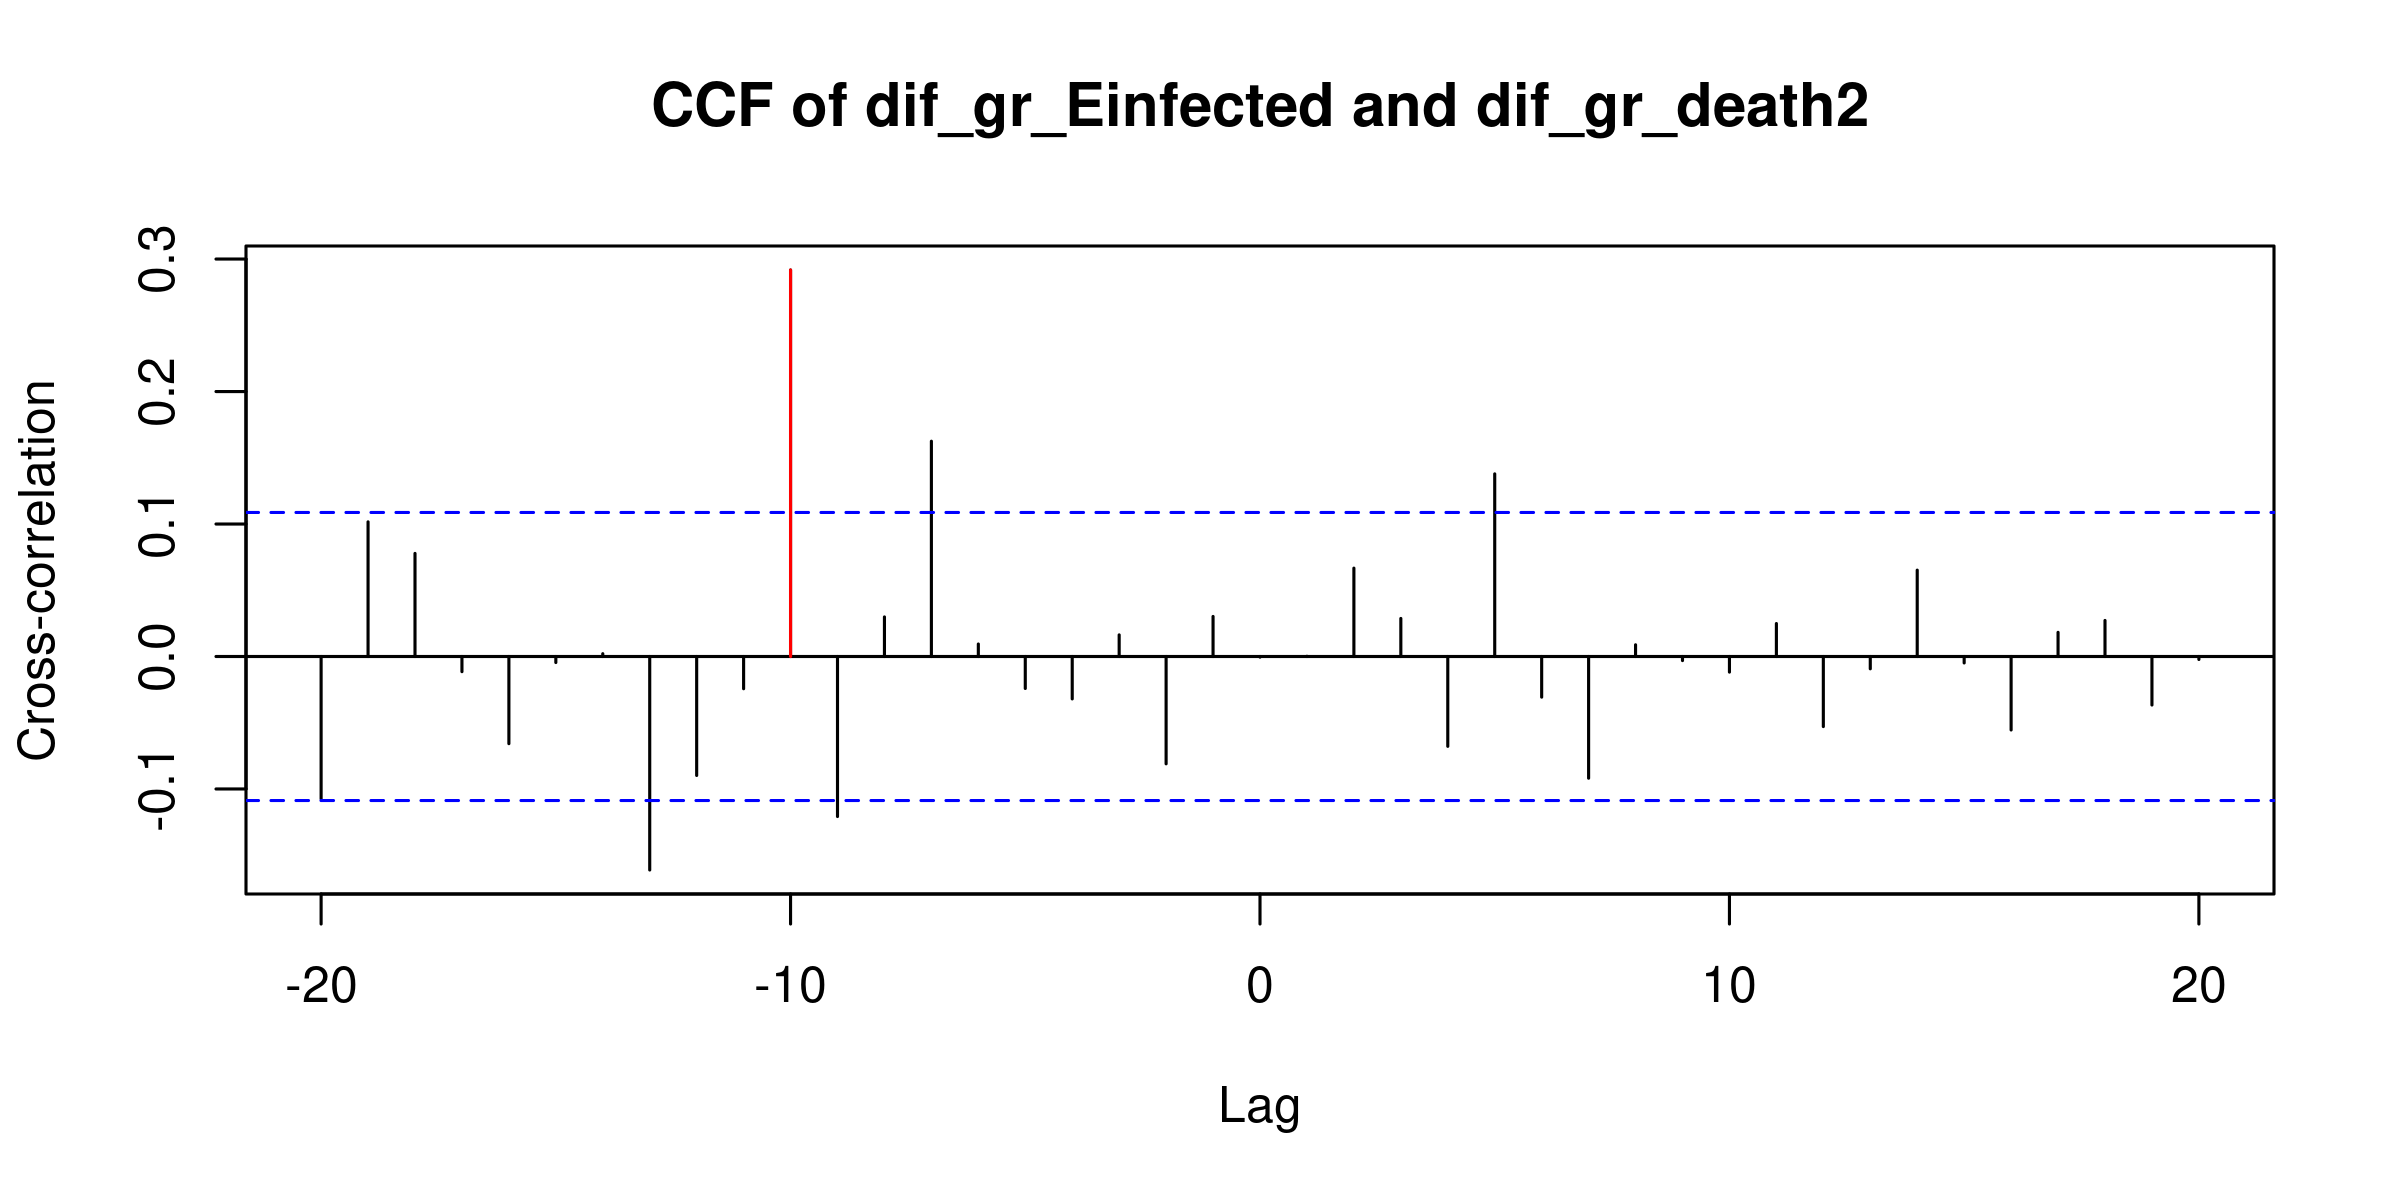 CCF of dif_gr_Einfected and dif_gr_death2
Cross-correlation
0.3
0.2
0.1
0.0
-0.1
-20 -10 0 10 20
Lag